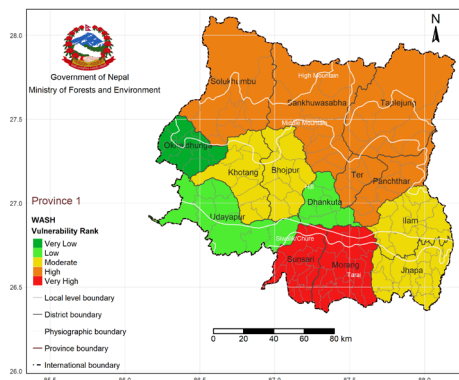 Government of Nepal
Ministry of Forests and Environment
N
28.0
27.5
27.0
26.5
26.0
Solukhumbu
High Mountain
Sankhuwasabha
Taplejung
Middle Mountain
Okhaldhunga
Khotang
Bhojpur
Ter
Panchthar
Hill
Dhankuta
Udayapur
Ilam
Siwalik/Chure
Sunsari
Morang
Tarai
Jhapa
Province 1
WASH
Vulnerability Rank
Very Low
Low
Moderate
High
Very High
Local level boundary
District boundary
Physiographic boundary
Province boundary
International boundary
0 20 40 60 80 km